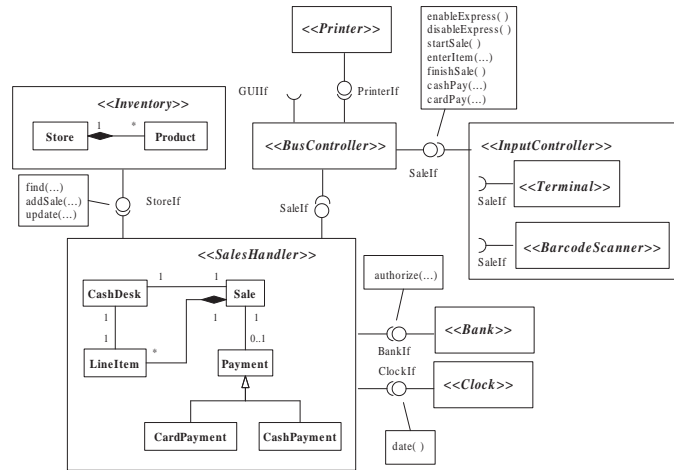 <<Printer>>
enableExpress( )
disableExpress( )
startSale( )
enterItem(...)
finishSale( )
cashPay(...)
cardPay(...)
GUIIf
PrinterIf
<<Inventory>>
Store
1
*
Product
<<BusController>>
SaleIf
<<InputController>>
<<Terminal>>
SaleIf
<<BarcodeScanner>>
SaleIf
find(...)
addSale(...)
update(...)
StoreIf
SaleIf
<<SalesHandler>>
CashDesk
1
1
Sale
1
1
1
*
0..1
LineItem
Payment
CardPayment
CashPayment
authorize(...)
BankIf
<<Bank>>
ClockIf
<<Clock>>
date( )